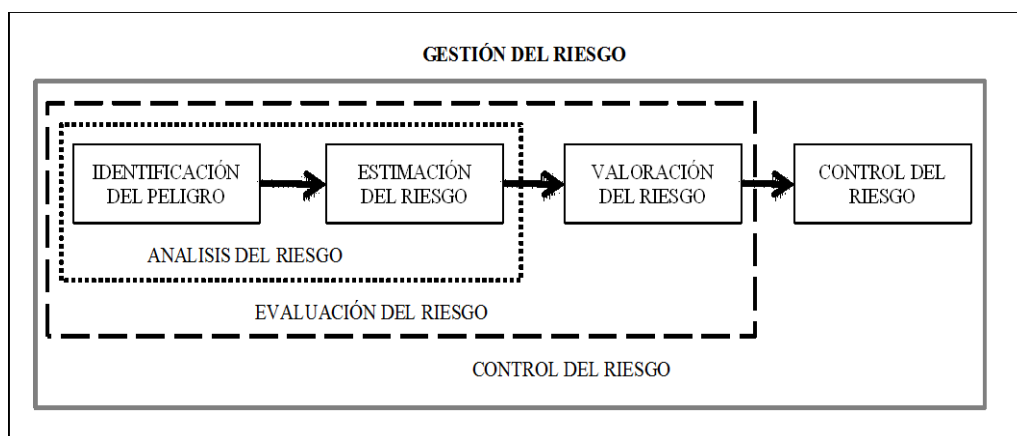 GESTIÓN DEL RIESGO
IDENTIFICACIÓN
DEL PELIGRO
ESTIMACIÓN
DEL RIESGO
VALORACIÓN
DEL RIESGO
CONTROL DEL
RIESGO
ANALISIS DEL RIESGO
EVALUACIÓN DEL RIESGO
CONTROL DEL RIESGO